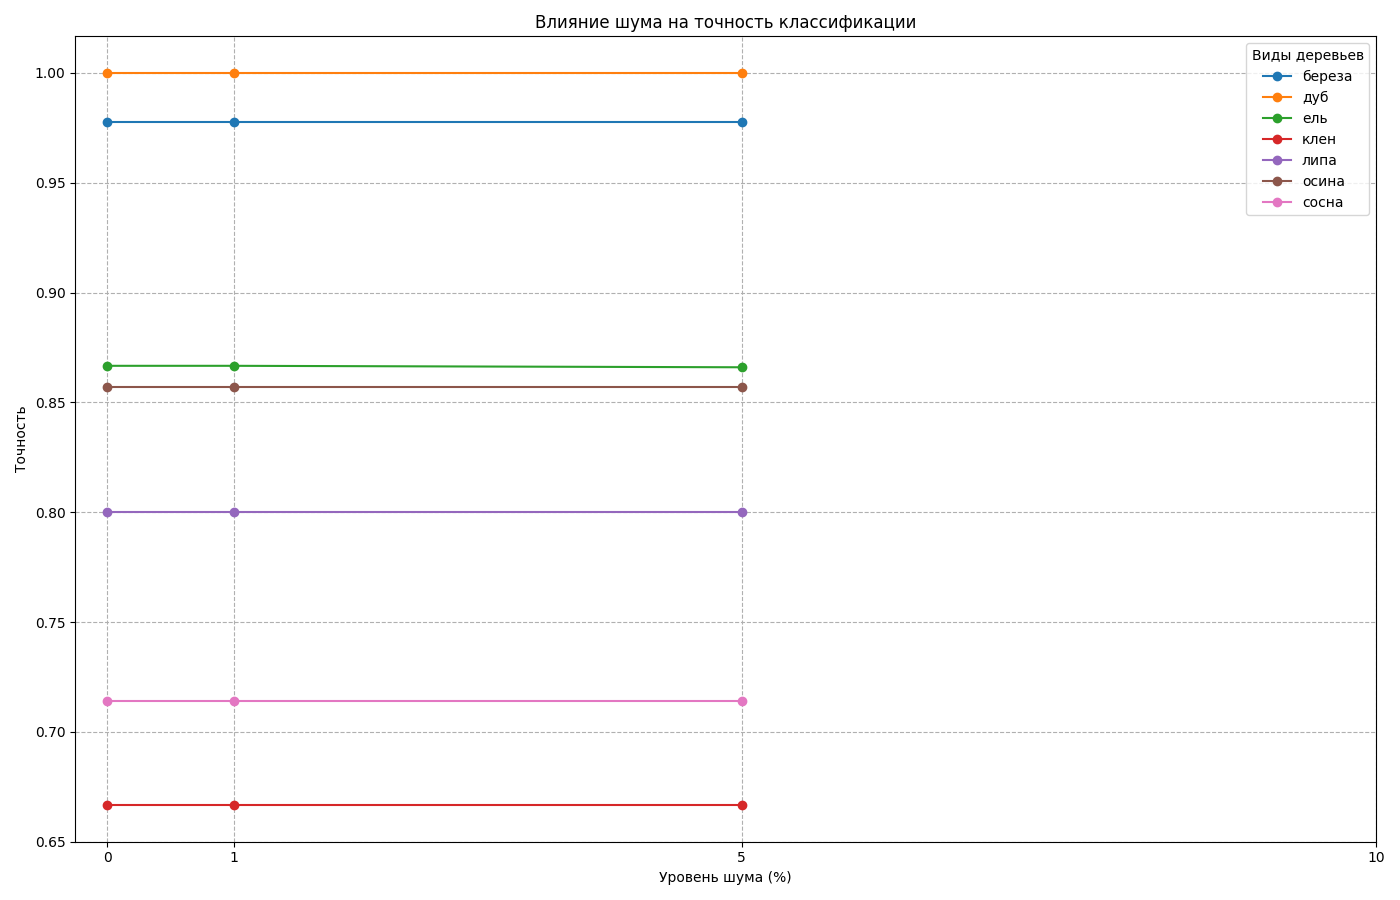 Влияние шума на точность классификации
Виды деревьев
береза
дуб
ель
клен
липа
осина
сосна
Точность
1.00
0.95
0.90
0.85
0.80
0.75
0.70
0.65
0 1 5 10
Уровень шума (%)